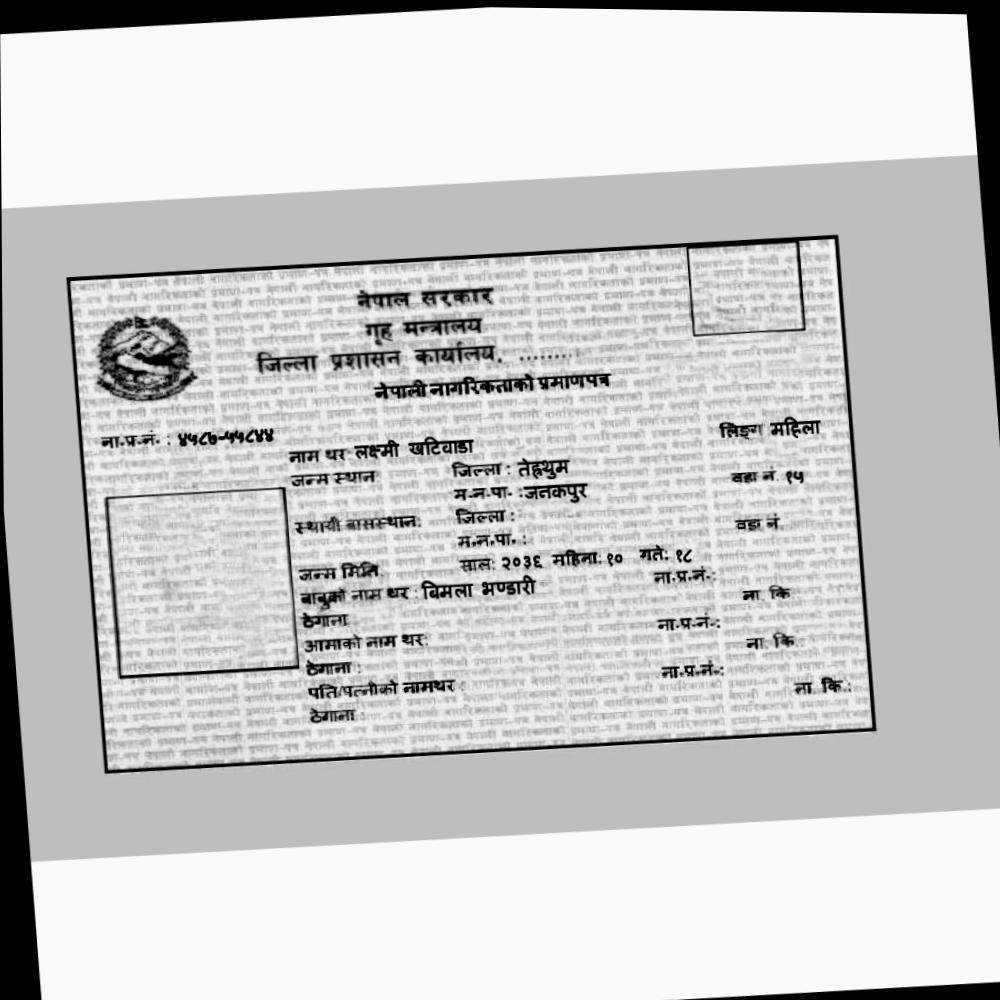 नेपाल सरकार
गृह मन्त्रालय
जिल्ला प्रशासन कार्यालय, ........
नेपाली नागरिकताको प्रमाणपत्र
ना.प्र.नं. : ४५८७-५५८४४
लिङ्ग महिला
नाम थर: लक्ष्मी खटिवाडा
जन्म स्थान: जिल्ला : तेह्रथुम
म.न.पा. :जनकपुर वडा नं. १५
स्थायी बासस्थान: जिल्ला :
म.न.पा. : वडा नं.
जन्म मिति: साल: २०३६ महिना: १० गते: १८
बाबुको नाम थर : बिमला भण्डारी ना.प्र.नं.:
ठेगाना : ना. कि.
आमाको नाम थर: ना.प्र.नं.:
ठेगाना : ना. कि.:
पति/पत्नीको नामथर : ना.प्र.नं.:
ठेगाना : ना. कि.: